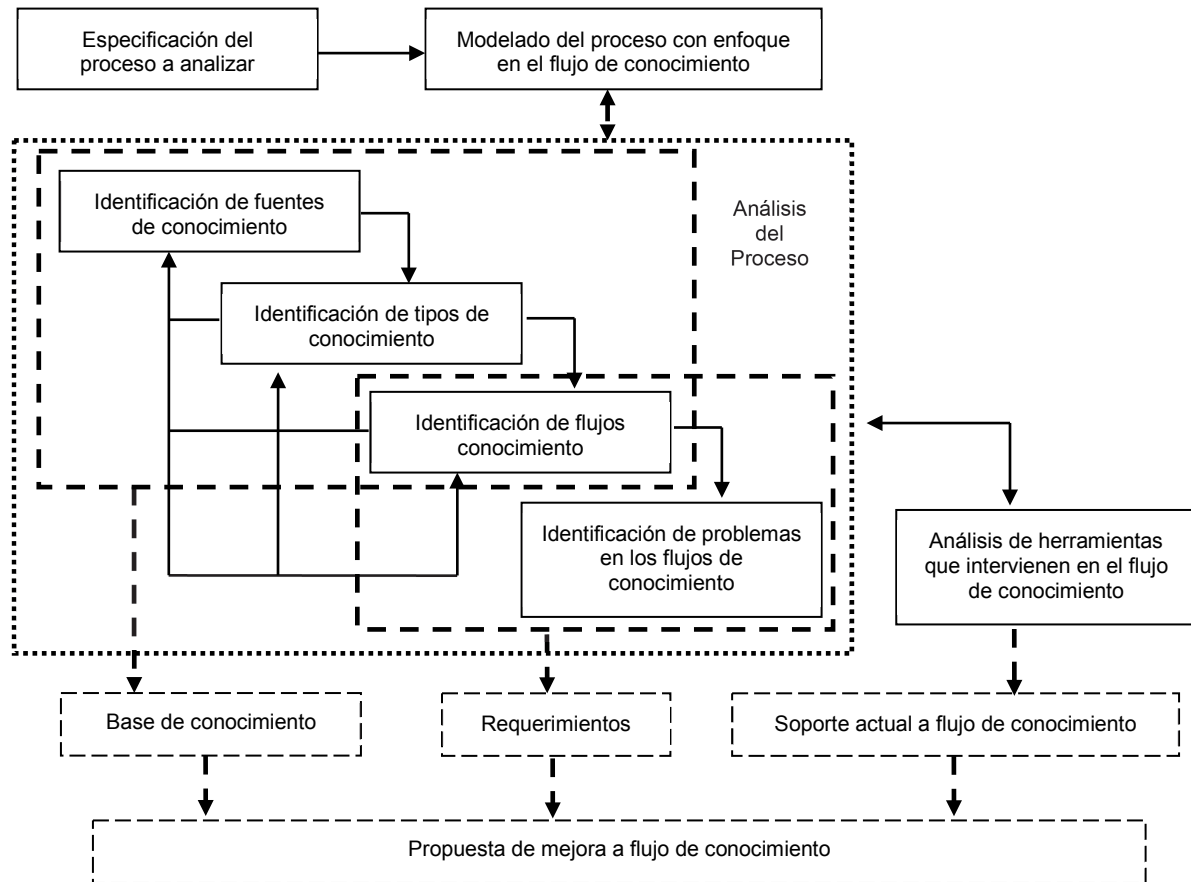 Especificación del
proceso a analizar
Modelado del proceso con enfoque
en el flujo de conocimiento
Identificación de fuentes
de conocimiento
Análisis
del
Proceso
Identificación de tipos de
conocimiento
Identificación de flujos
conocimiento
Identificación de problemas
en los flujos de
conocimiento
Análisis de herramientas
que intervienen en el flujo
de conocimiento
Base de conocimiento
Requerimientos
Soporte actual a flujo de conocimiento
Propuesta de mejora a flujo de conocimiento